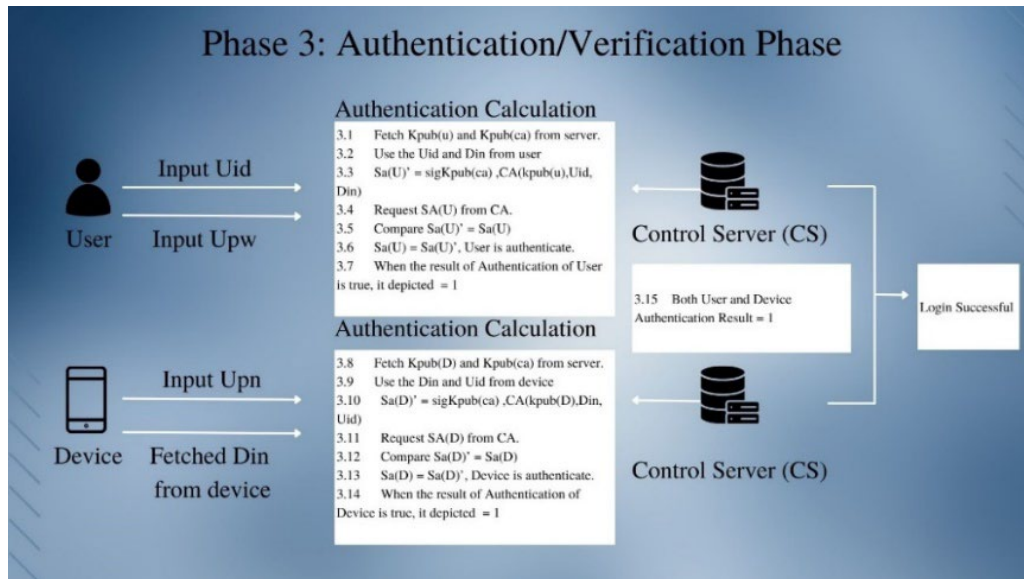 Phase 3: Authentication/Verification Phase
Authentication Calculation
3.1 Fetch Kpub(u) and Kpub(ca) from server.
3.2 Use the Uid and Din from user
3.3 Sa(U)' = sigKpub(ca) ,CA(kpub(u),Uid,
Din)
3.4 Request SA(U) from CA.
3.5 Compare Sa(U)' = Sa(U)
3.6 Sa(U) = Sa(U)', User is authenticate.
3.7 When the result of Authentication of User
is true, it depicted = 1
Input Uid
User
Input Upw
Control Server (CS)
3.15 Both User and Device
Authentication Result = 1
Login Successful
Authentication Calculation
3.8 Fetch Kpub(D) and Kpub(ca) from server.
3.9 Use the Din and Uid from device
3.10 Sa(D)' = sigKpub(ca) ,CA(kpub(D),Din,
Uid)
3.11 Request SA(D) from CA.
3.12 Compare Sa(D)' = Sa(D)
3.13 Sa(D) = Sa(D)', Device is authenticate.
3.14 When the result of Authentication of
Device is true, it depicted = 1
Input Upn
Device
Fetched Din
from device
Control Server (CS)